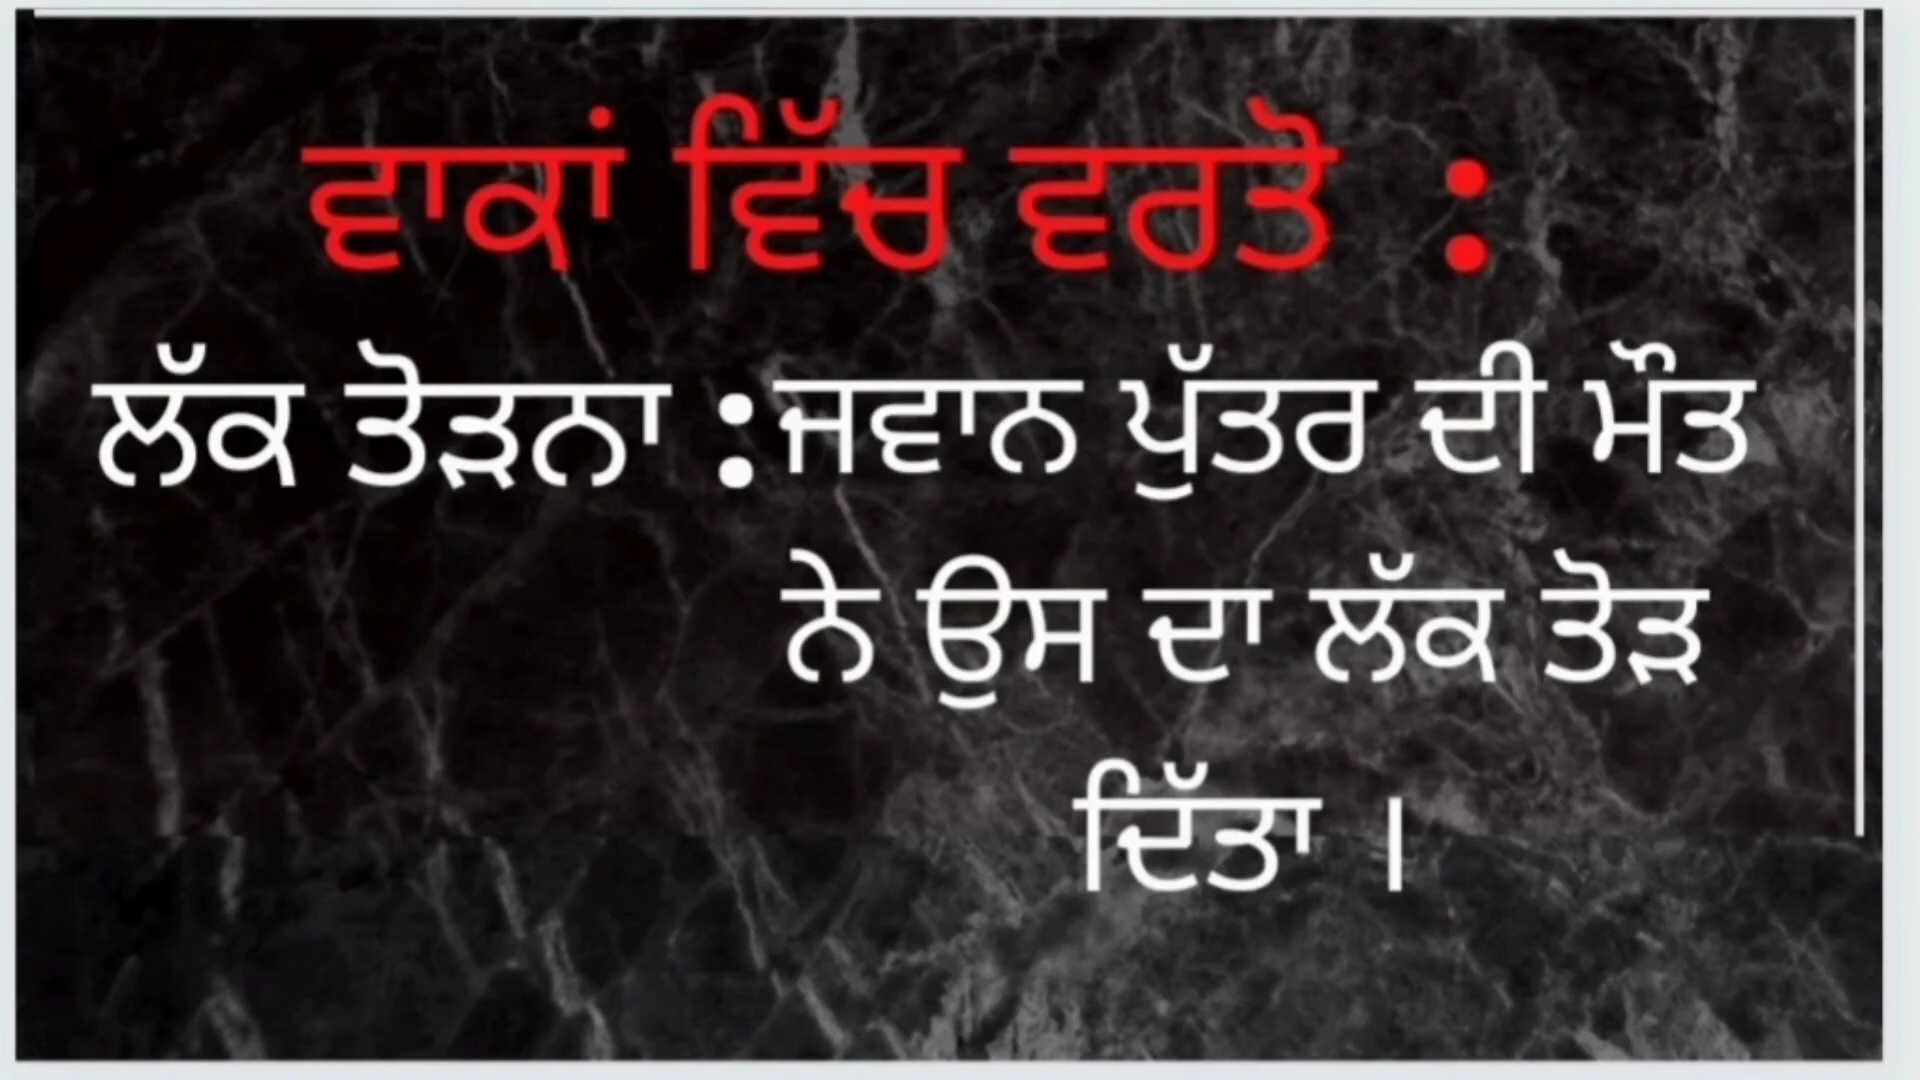 ਵਾਕਾਂ ਵਿੱਚ ਵਰਤੋ :
ਲੱਕ ਤੋੜਨਾ :ਜਵਾਨ ਪੁੱਤਰ ਦੀ ਮੌਤ
ਨੇ ਉਸ ਦਾ ਲੱਕ ਤੋੜ
ਦਿੱਤਾ ।